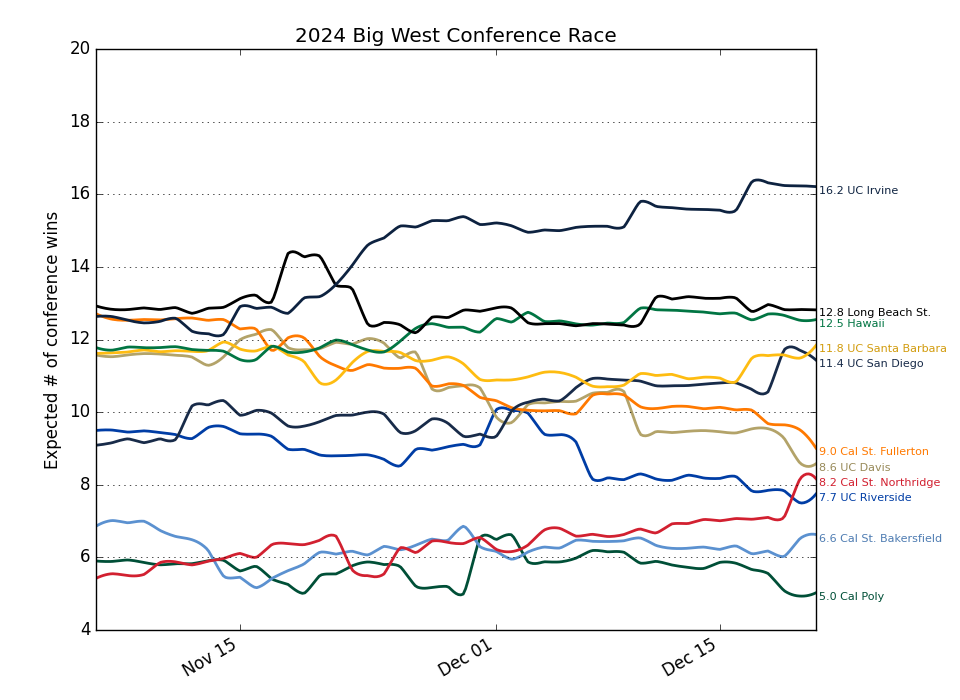 2024 Big West Conference Race
Expected # of conference wins
20
18
16
14
12
10
8
6
4
16.2 UC Irvine
12.8 Long Beach St.
12.5 Hawaii
11.8 UC Santa Barbara
11.4 UC San Diego
9.0 Cal St. Fullerton
8.6 UC Davis
8.2 Cal St. Northridge
7.7 UC Riverside
6.6 Cal St. Bakersfield
5.0 Cal Poly
Nov 15
Dec 01
Dec 15